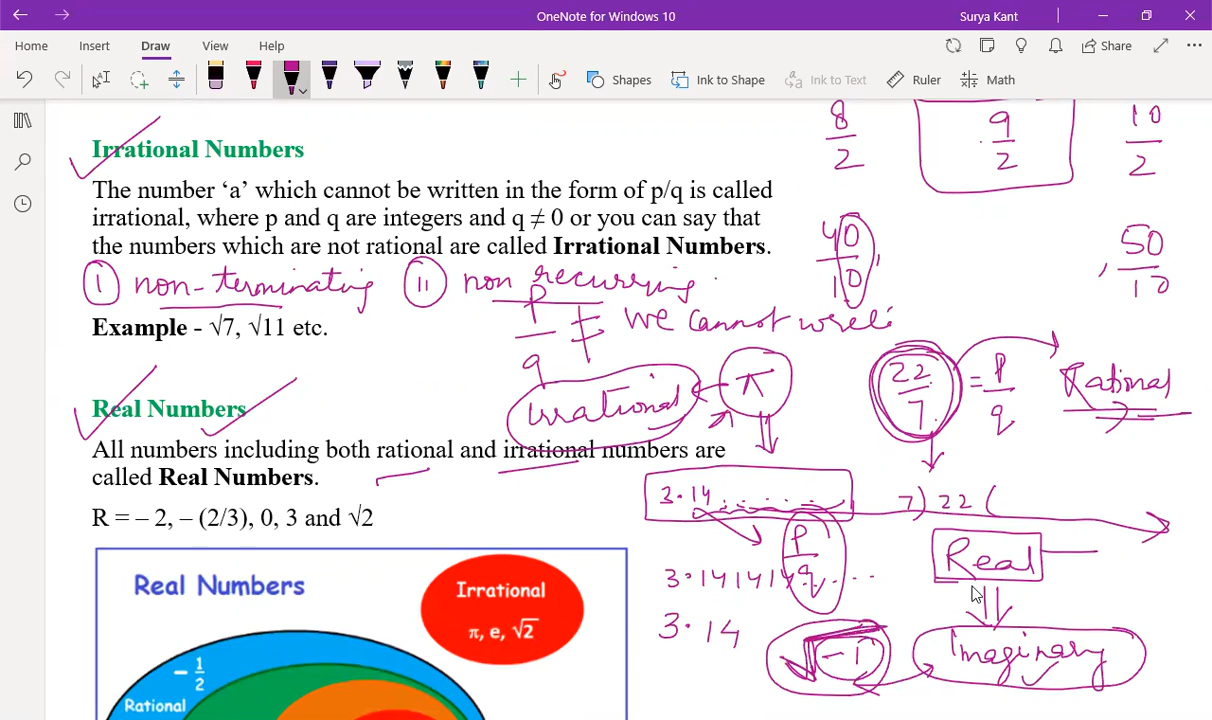 OneNote for Windows 10
Surya Kant
Home Insert Draw View Help
Share
Shapes Ink to Shape Ink to Text Ruler Math
Irrational Numbers
The number ‘a’ which cannot be written in the form of p/q is called
irrational, where p and q are integers and q ≠ 0 or you can say that
the numbers which are not rational are called Irrational Numbers.
I non-terminating II non recurring
Example - √7, √11 etc.
p/q ≠ We cannot write
8/2 9/2 10/2
40/10, , 50/10
Irrational ← π
22/7 = p/q Rational
Real Numbers
All numbers including both rational and irrational numbers are
called Real Numbers.
R = – 2, – (2/3), 0, 3 and √2
3.14........
7) 22 (
p/q
3.141414....
3.14
Real
√-1 Imaginary
Real Numbers
Irrational
π, e, √2
- 1/2
Rational